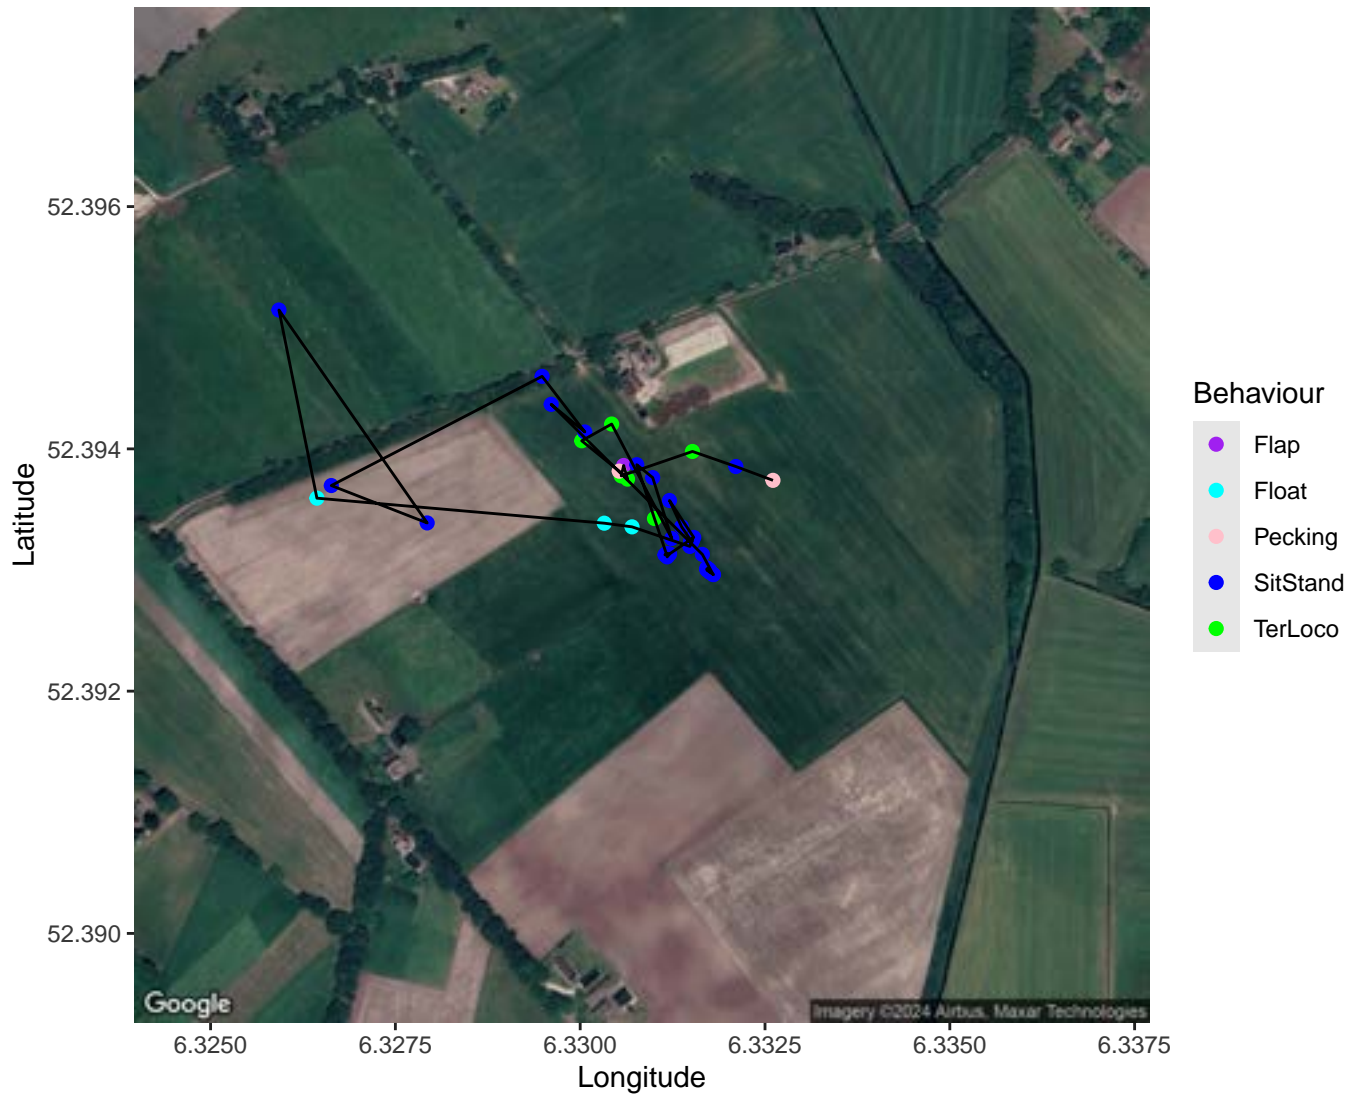 52.396
52.394
52.392
52.390
Latitude
6.3250
6.3275
6.3300
6.3325
6.3350
6.3375
Longitude
Google
Imagery ©2024 Airbus, Maxar Technologies
Behaviour
Flap
Float
Pecking
SitStand
TerLoco